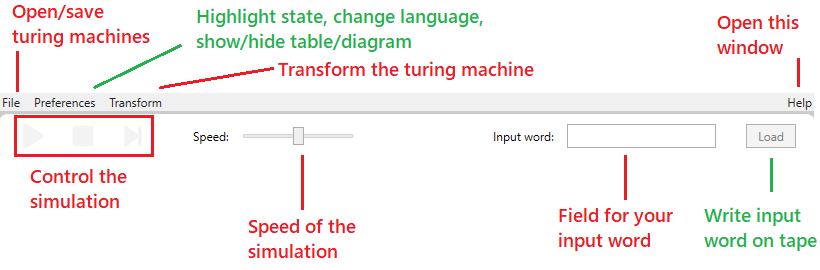 Open/save
turing machines
Highlight state, change language,
show/hide table/diagram
Transform the turing machine
Open this
window
File Preferences Transform Help
Speed: Input word: Load
Control the
simulation
Speed of the
simulation
Field for your
input word
Write input
word on tape